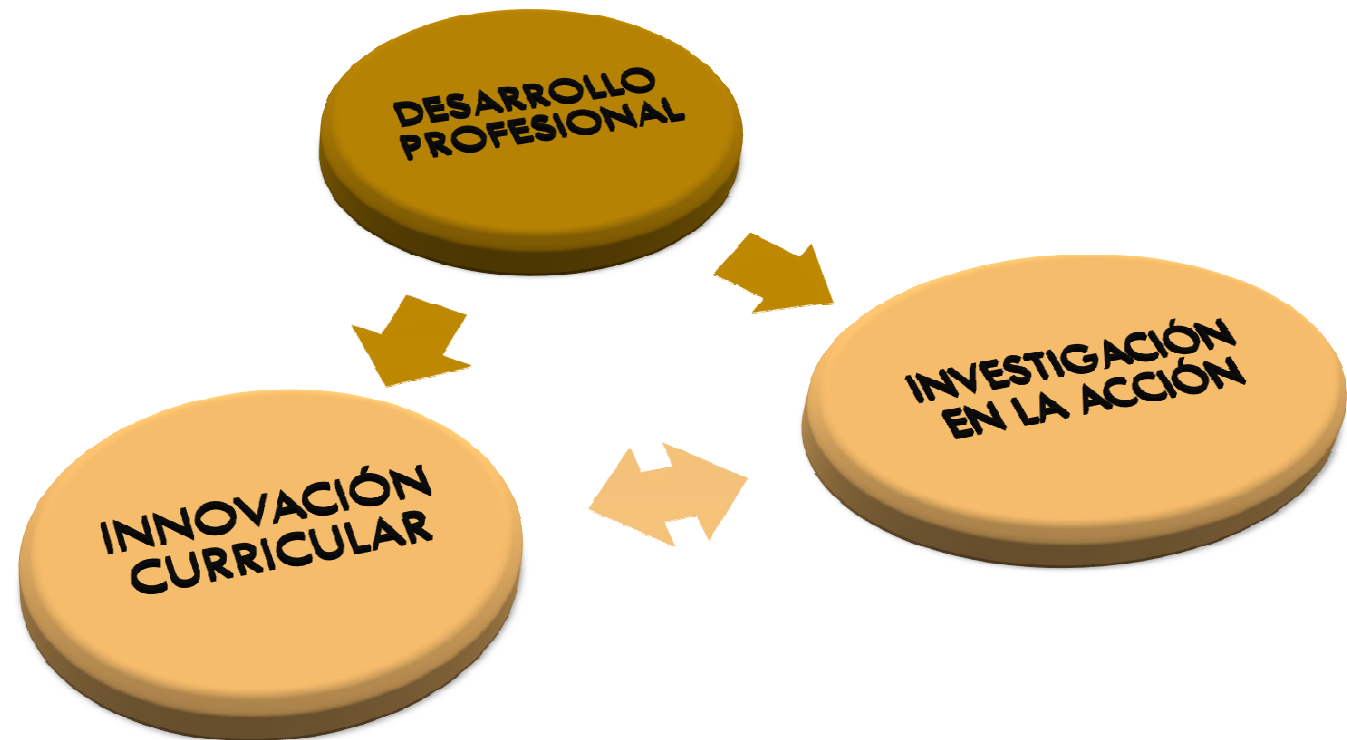 DESARROLLO
PROFESIONAL
INVESTIGACIÓN
EN LA ACCIÓN
INNOVACIÓN
CURRICULAR